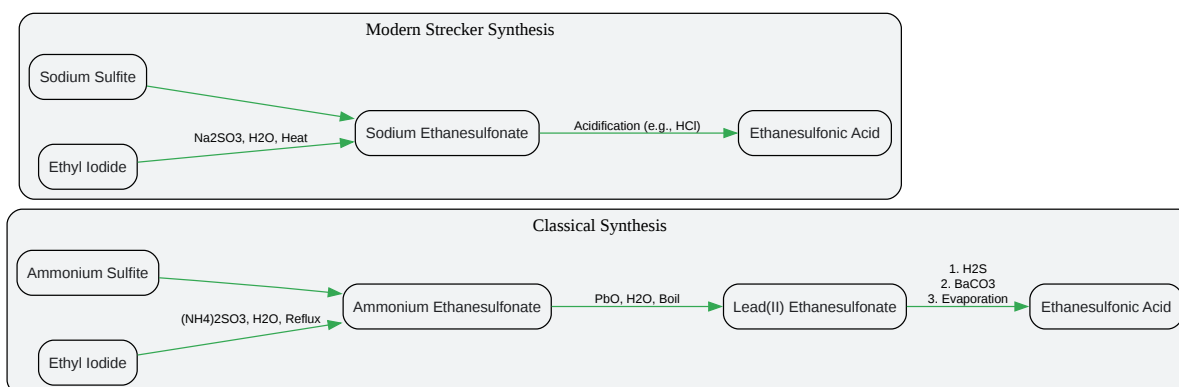 Modern Strecker Synthesis
Sodium Sulfite
Ethyl Iodide
Na2SO3, H2O, Heat
Sodium Ethanesulfonate
Acidification (e.g., HCl)
Ethanesulfonic Acid
Classical Synthesis
Ammonium Sulfite
Ethyl Iodide
(NH4)2SO3, H2O, Reflux
Ammonium Ethanesulfonate
PbO, H2O, Boil
Lead(II) Ethanesulfonate
1. H2S
2. BaCO3
3. Evaporation
Ethanesulfonic Acid